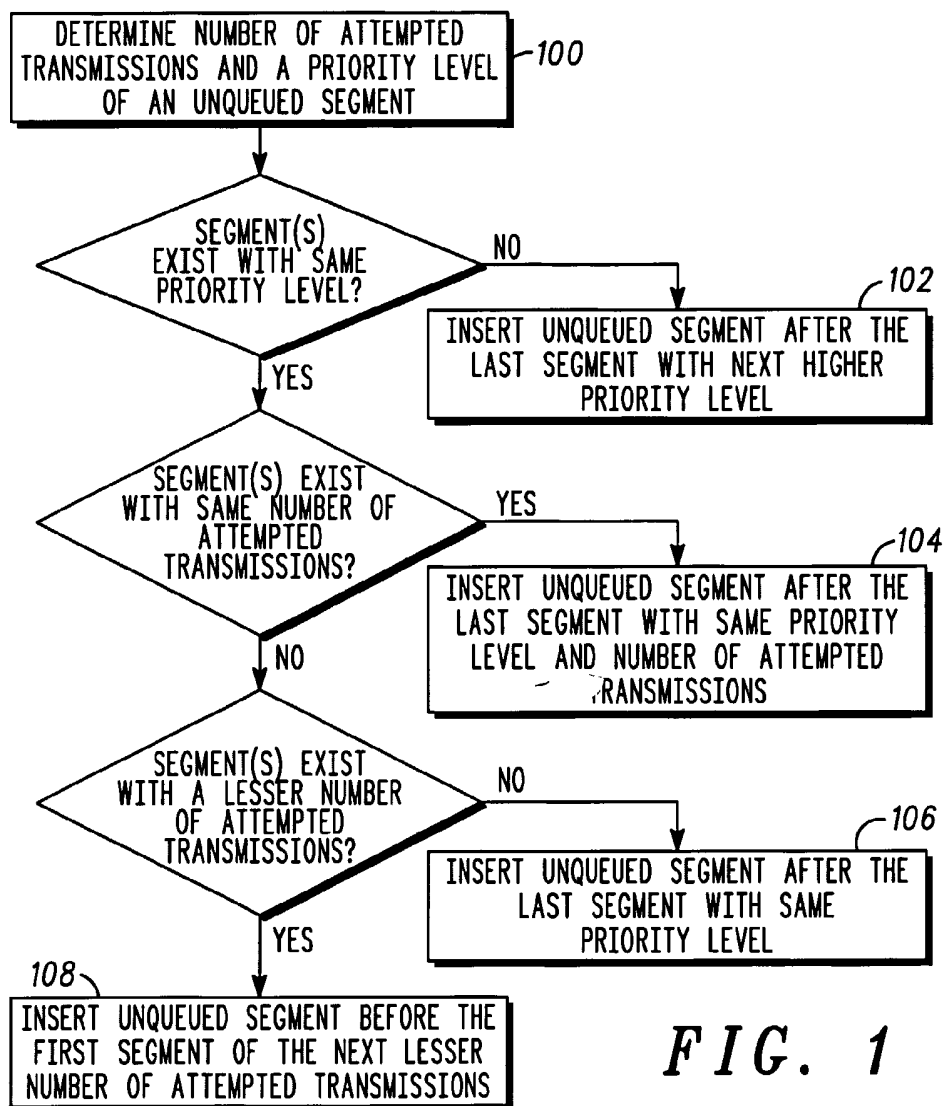 DETERMINE NUMBER OF ATTEMPTED
TRANSMISSIONS AND A PRIORITY LEVEL
OF AN UNQUEUED SEGMENT
100
SEGMENT(S)
EXIST WITH SAME
PRIORITY LEVEL?
NO
102
INSERT UNQUEUED SEGMENT AFTER THE
LAST SEGMENT WITH NEXT HIGHER
PRIORITY LEVEL
YES
SEGMENT(S) EXIST
WITH SAME NUMBER OF
ATTEMPTED
TRANSMISSIONS?
YES
104
INSERT UNQUEUED SEGMENT AFTER THE
LAST SEGMENT WITH SAME PRIORITY
LEVEL AND NUMBER OF ATTEMPTED
TRANSMISSIONS
NO
SEGMENT(S) EXIST
WITH A LESSER NUMBER
OF ATTEMPTED
TRANSMISSIONS?
NO
106
INSERT UNQUEUED SEGMENT AFTER THE
LAST SEGMENT WITH SAME
PRIORITY LEVEL
YES
108
INSERT UNQUEUED SEGMENT BEFORE THE
FIRST SEGMENT OF THE NEXT LESSER
NUMBER OF ATTEMPTED TRANSMISSIONS
FIG. 1